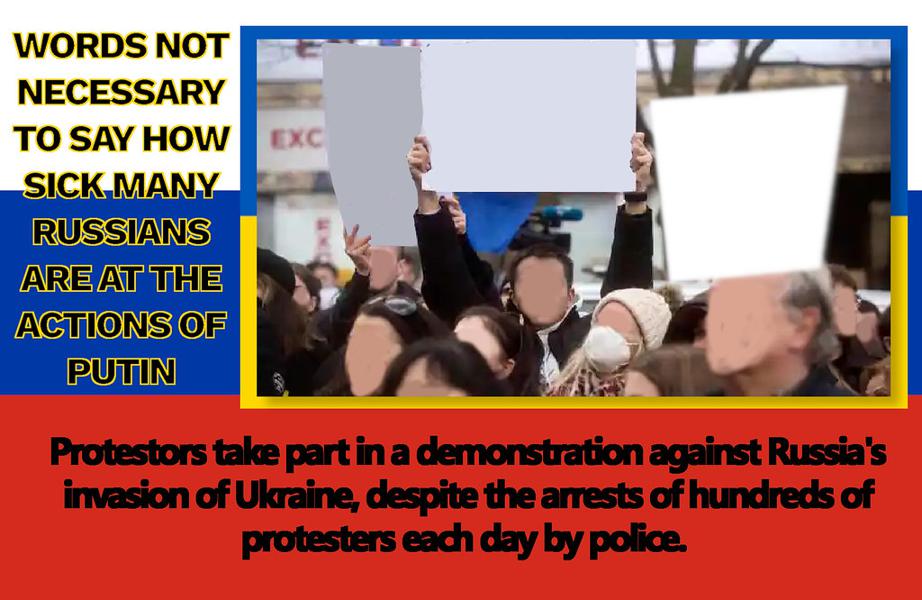 WORDS NOT
NECESSARY
TO SAY HOW
SICK MANY
RUSSIANS
ARE AT THE
ACTIONS OF
PUTIN
EXC
Protestors take part in a demonstration against Russia's
invasion of Ukraine, despite the arrests of hundreds of
protesters each day by police.